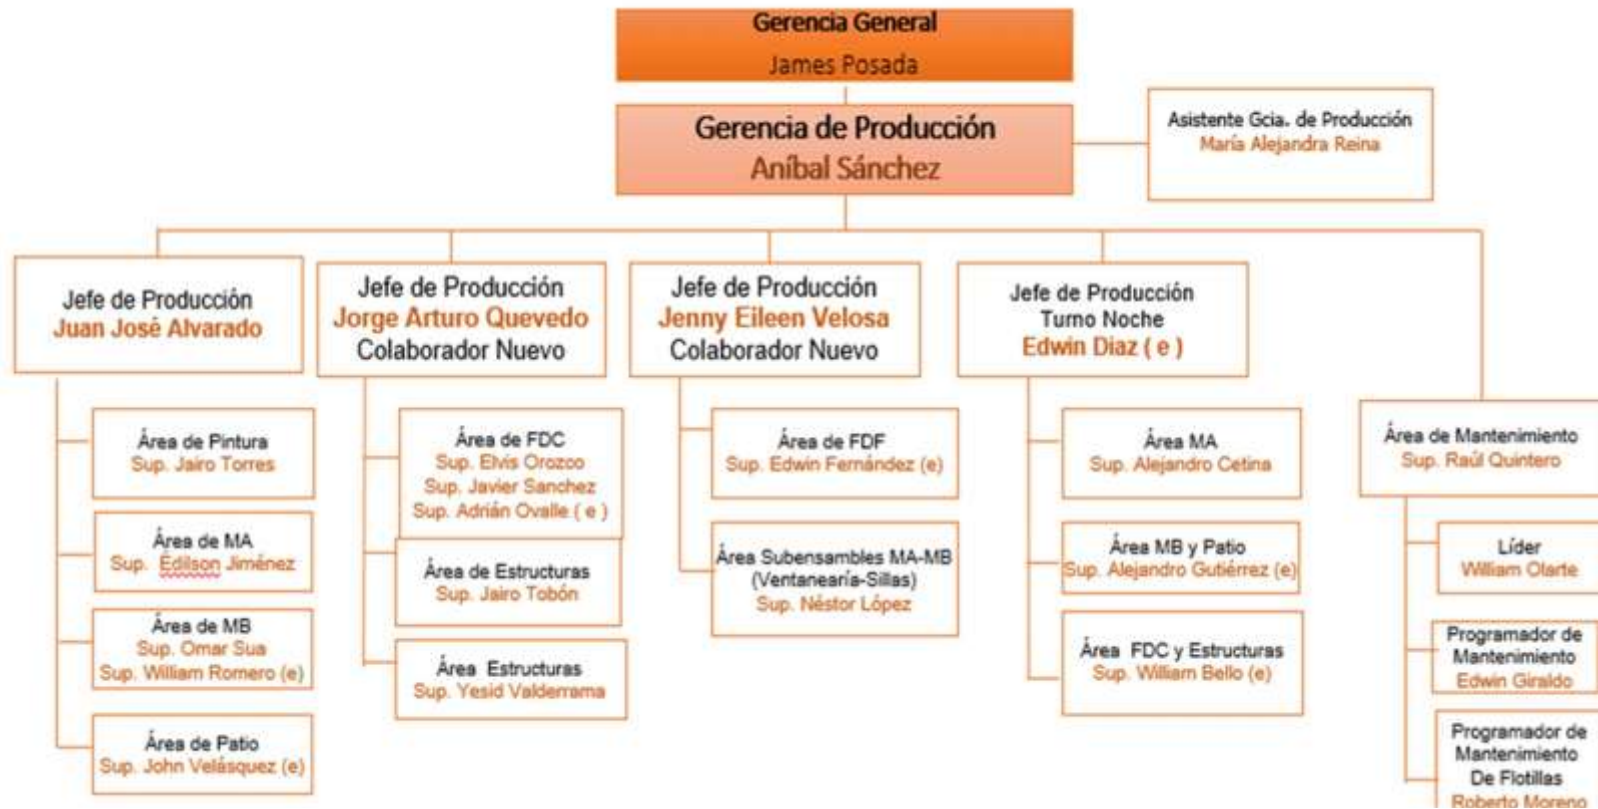 Gerencia General
James Posada
Gerencia de Producción
Aníbal Sánchez
Asistente Gcia. de Producción
María Alejandra Reina
Jefe de Producción
Juan José Alvarado
Jefe de Producción
Jorge Arturo Quevedo
Colaborador Nuevo
Jefe de Producción
Jenny Eileen Velosa
Colaborador Nuevo
Jefe de Producción
Turno Noche
Edwin Diaz ( e )
Área de Pintura
Sup. Jairo Torres
Área de MA
Sup. Édilson Jiménez
Área de MB
Sup. Omar Sua
Sup. William Romero (e)
Área de Patio
Sup. John Velásquez (e)
Área de FDC
Sup. Elvis Orozco
Sup. Javier Sanchez
Sup. Adrián Ovalle ( e )
Área de Estructuras
Sup. Jairo Tobón
Área Estructuras
Sup. Yesid Valderrama
Área de FDF
Sup. Edwin Fernández (e)
Área Subensambles MA-MB
(Ventanearía-Sillas)
Sup. Néstor López
Área MA
Sup. Alejandro Cetina
Área MB y Patio
Sup. Alejandro Gutiérrez (e)
Área FDC y Estructuras
Sup. William Bello (e)
Área de Mantenimiento
Sup. Raúl Quintero
Líder
William Olarte
Programador de
Mantenimiento
Edwin Giraldo
Programador de
Mantenimiento
De Flotillas
Roberto Moreno